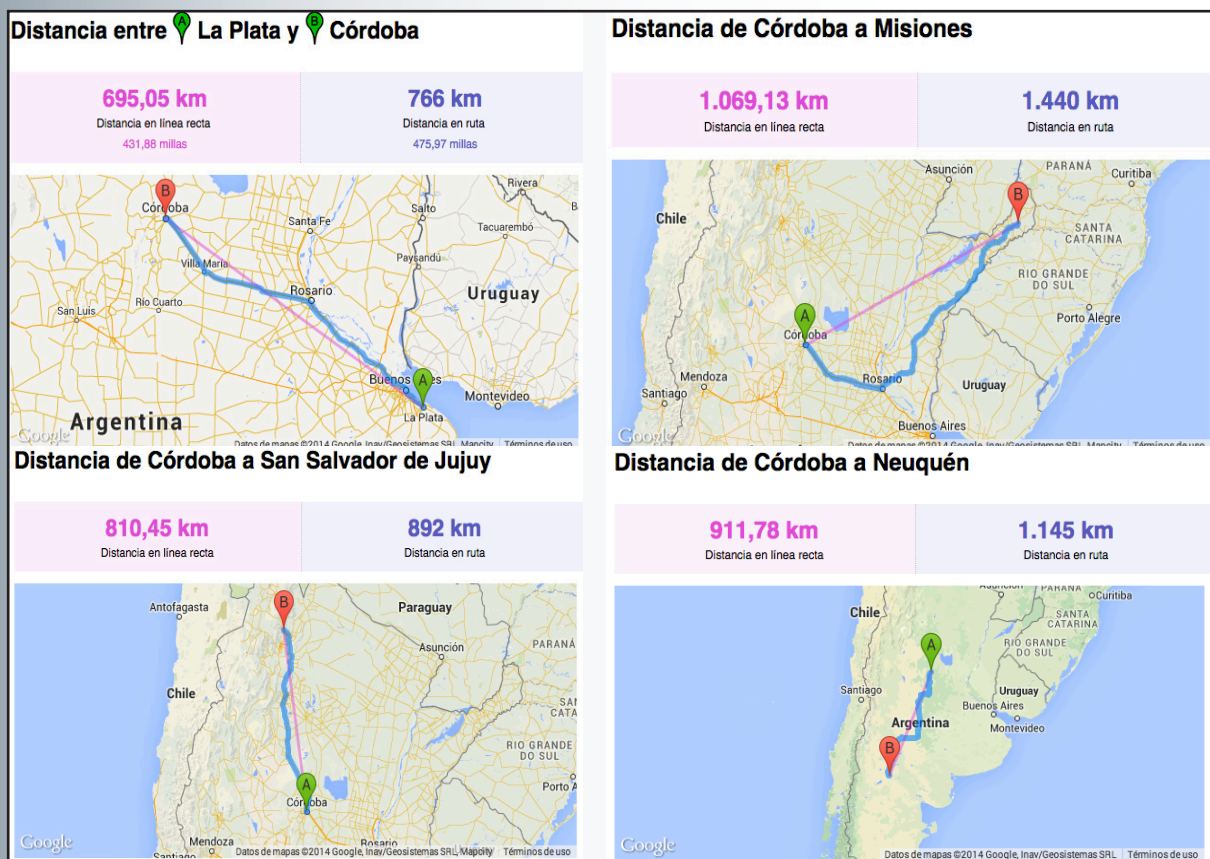 Distancia entre A La Plata y B Córdoba
695,05 km
Distancia en línea recta
431,88 millas
766 km
Distancia en ruta
475,97 millas
B
Córdoba
Rivera
Salto
Santa Fe
Tacuarembó
Villa María
Paysandú
Rosario
Uruguay
Río Cuarto
San Luis
Buenos Aires
A
Montevideo
La Plata
Argentina
Google
Datos de mapas ©2014 Google, Inav/Geosistemas SRL, Mapcity
Términos de uso
Distancia de Córdoba a Misiones
1.069,13 km
Distancia en línea recta
1.440 km
Distancia en ruta
Asunción
PARANÁ
Curitiba
B
Chile
SANTA
CATARINA
RIO GRANDE
DO SUL
A
Córdoba
Porto Alegre
Mendoza
Rosario
Uruguay
Santiago
Buenos Aires
Google
Datos de mapas ©2014 Google, Inav/Geosistemas SRL, Mapcity
Términos de uso
Distancia de Córdoba a San Salvador de Jujuy
810,45 km
Distancia en línea recta
892 km
Distancia en ruta
Antofagasta
B
Paraguay
Asunción
PARANÁ
Chile
SAN
CATA
RIO GRANDE
DO SUL
A
Córdoba
Porto A
Mendoza
Rosario
Santiago
Google
Datos de mapas ©2014 Google, Inav/Geosistemas SRL, Mapcity
Términos de uso
Distancia de Córdoba a Neuquén
911,78 km
Distancia en línea recta
1.145 km
Distancia en ruta
Asunción
PARANÁ
Curitiba
Chile
SANTA
CATARINA
A
RIO GRANDE
DO SUL
Santiago
Uruguay
Buenos Aires
Argentina
Montevideo
B
Google
Datos de mapas ©2014 Google, Inav/Geosistemas SRL
Términos de uso